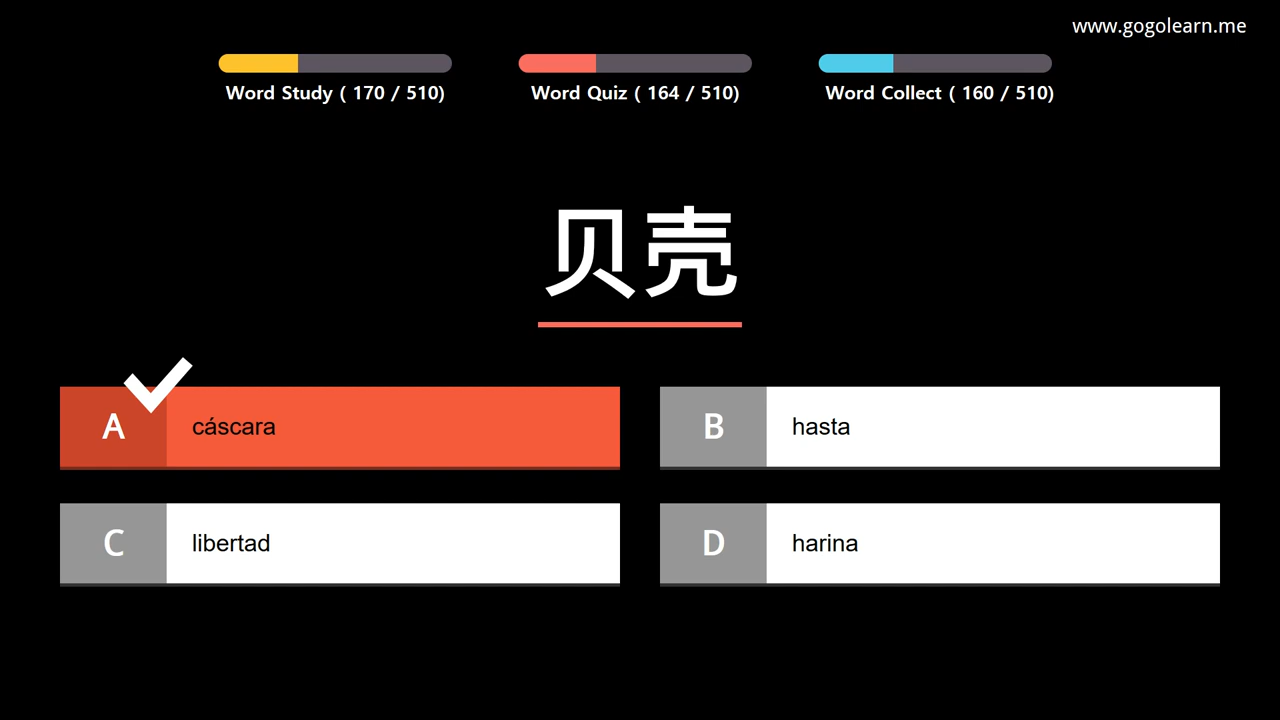 www.gogolearn.me
Word Study ( 170 / 510)
Word Quiz ( 164 / 510)
Word Collect ( 160 / 510)
贝壳
A cáscara
B hasta
C libertad
D harina